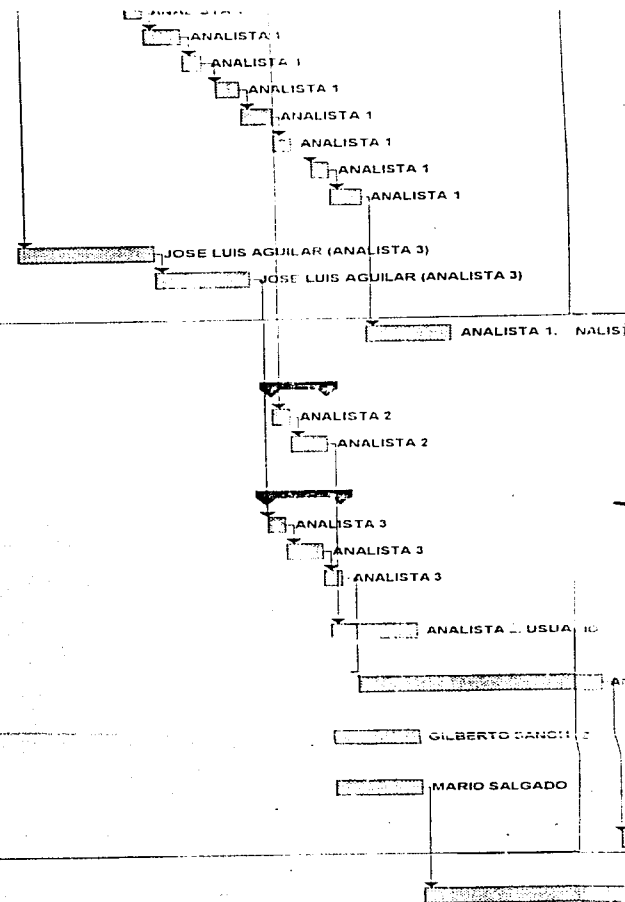 ANALISTA 1
ANALISTA 1
ANALISTA 1
ANALISTA 1
ANALISTA 1
ANALISTA 1
ANALISTA 1
JOSE LUIS AGUILAR (ANALISTA 3)
JOSE LUIS AGUILAR (ANALISTA 3)
ANALISTA 1.
ANALISTA 2
ANALISTA 2
ANALISTA 3
ANALISTA 3
ANALISTA 3
ANALISTA
GILBERTO
MARIO SALGADO